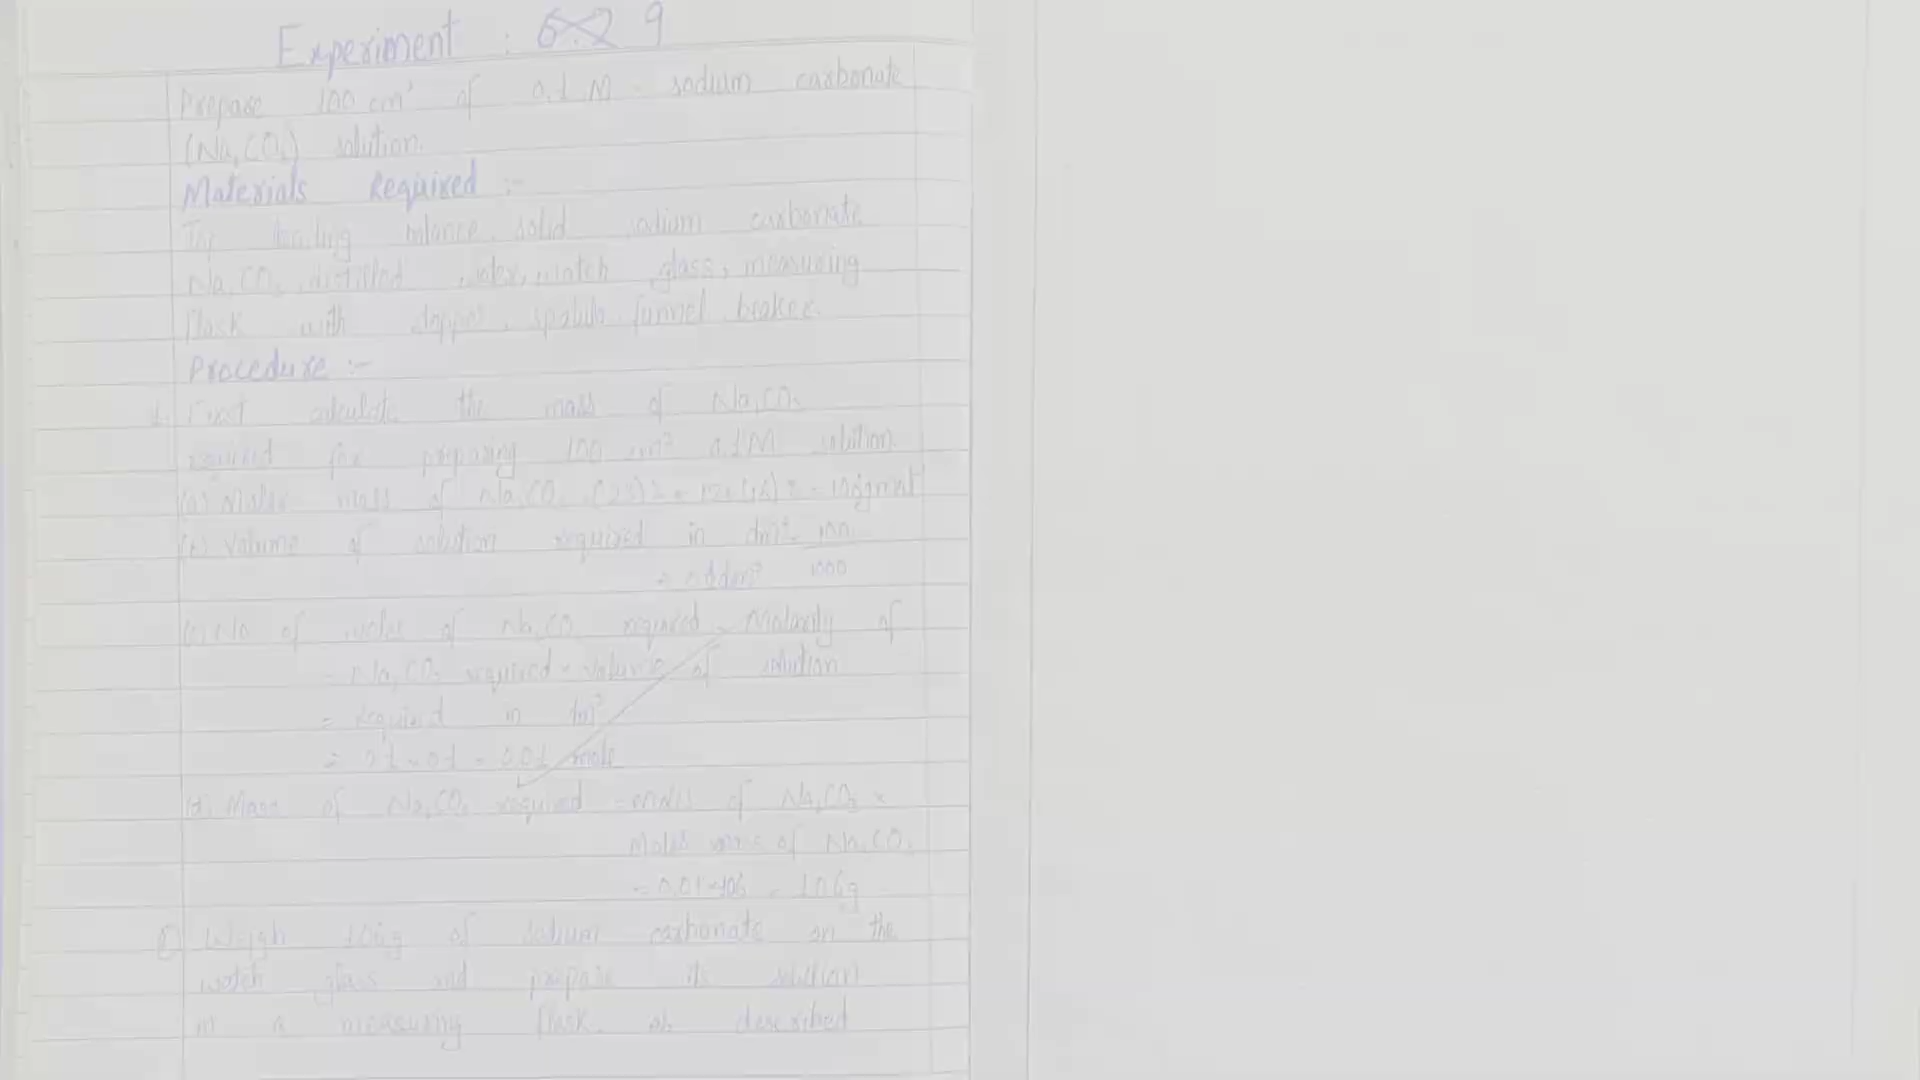 Experiment : 9
Prepare 100 cm³ of 0.1 M sodium carbonate
(Na₂CO₃) solution.
Materials Required :-
Top loading balance, solid sodium carbonate
Na₂CO₃, distilled water, watch glass, measuring
flask with stopper, spatula, funnel, beaker.
Procedure :-
1. First calculate the mass of Na₂CO₃
required for preparing 100 cm³ 0.1M solution
(a) Molar mass of Na₂CO₃
(b) Volume of solution required in dm³ = 100
1000
(c) No of moles of Na₂CO₃ required = Molarity of
= Na₂CO₃ required × volume of solution
= required in dm³
= 0.1 × 0.1 = 0.01 mole
(d) Mass of Na₂CO₃ required = moles of Na₂CO₃ ×
Molar mass of Na₂CO₃
= 0.01 × 106 = 1.06g
② Weigh 1.06g of sodium carbonate on the
watch glass and prepare its solution
in a measuring flask as described